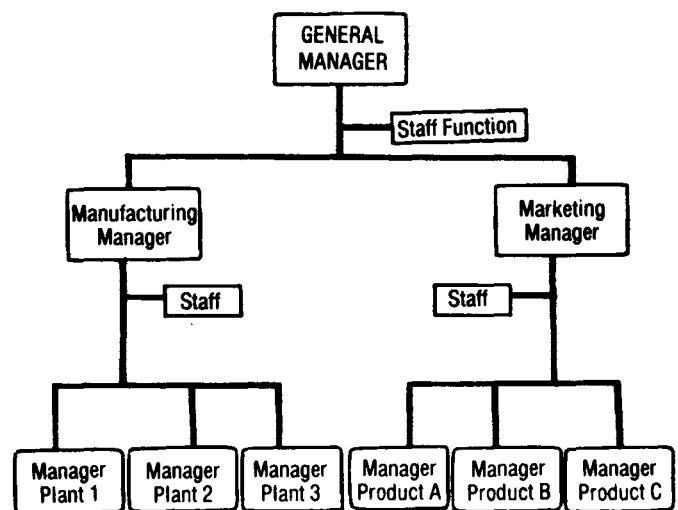 GENERAL
MANAGER
Staff Function
Manufacturing
Manager
Marketing
Manager
Staff
Staff
Manager
Plant 1
Manager
Plant 2
Manager
Plant 3
Manager
Product A
Manager
Product B
Manager
Product C